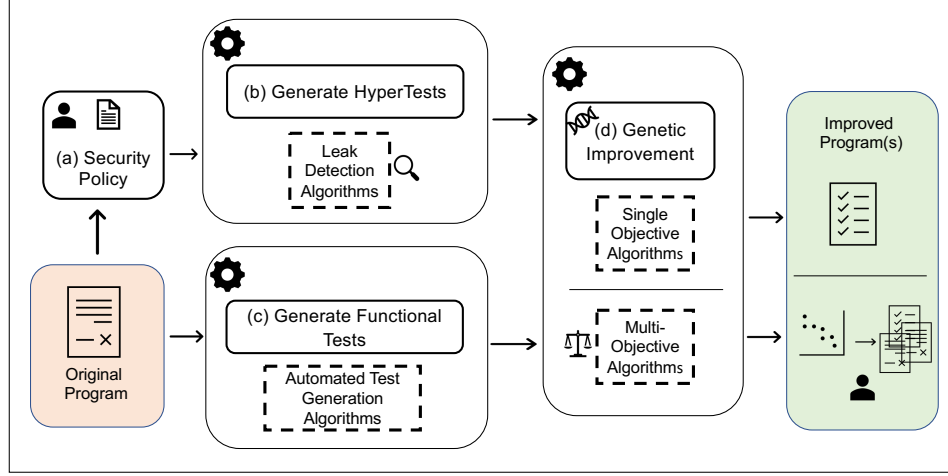 (a) Security
Policy
Original
Program
(b) Generate HyperTests
Leak
Detection
Algorithms
(c) Generate Functional
Tests
Automated Test
Generation
Algorithms
(d) Genetic
Improvement
Single
Objective
Algorithms
Multi-
Objective
Algorithms
Improved
Program(s)